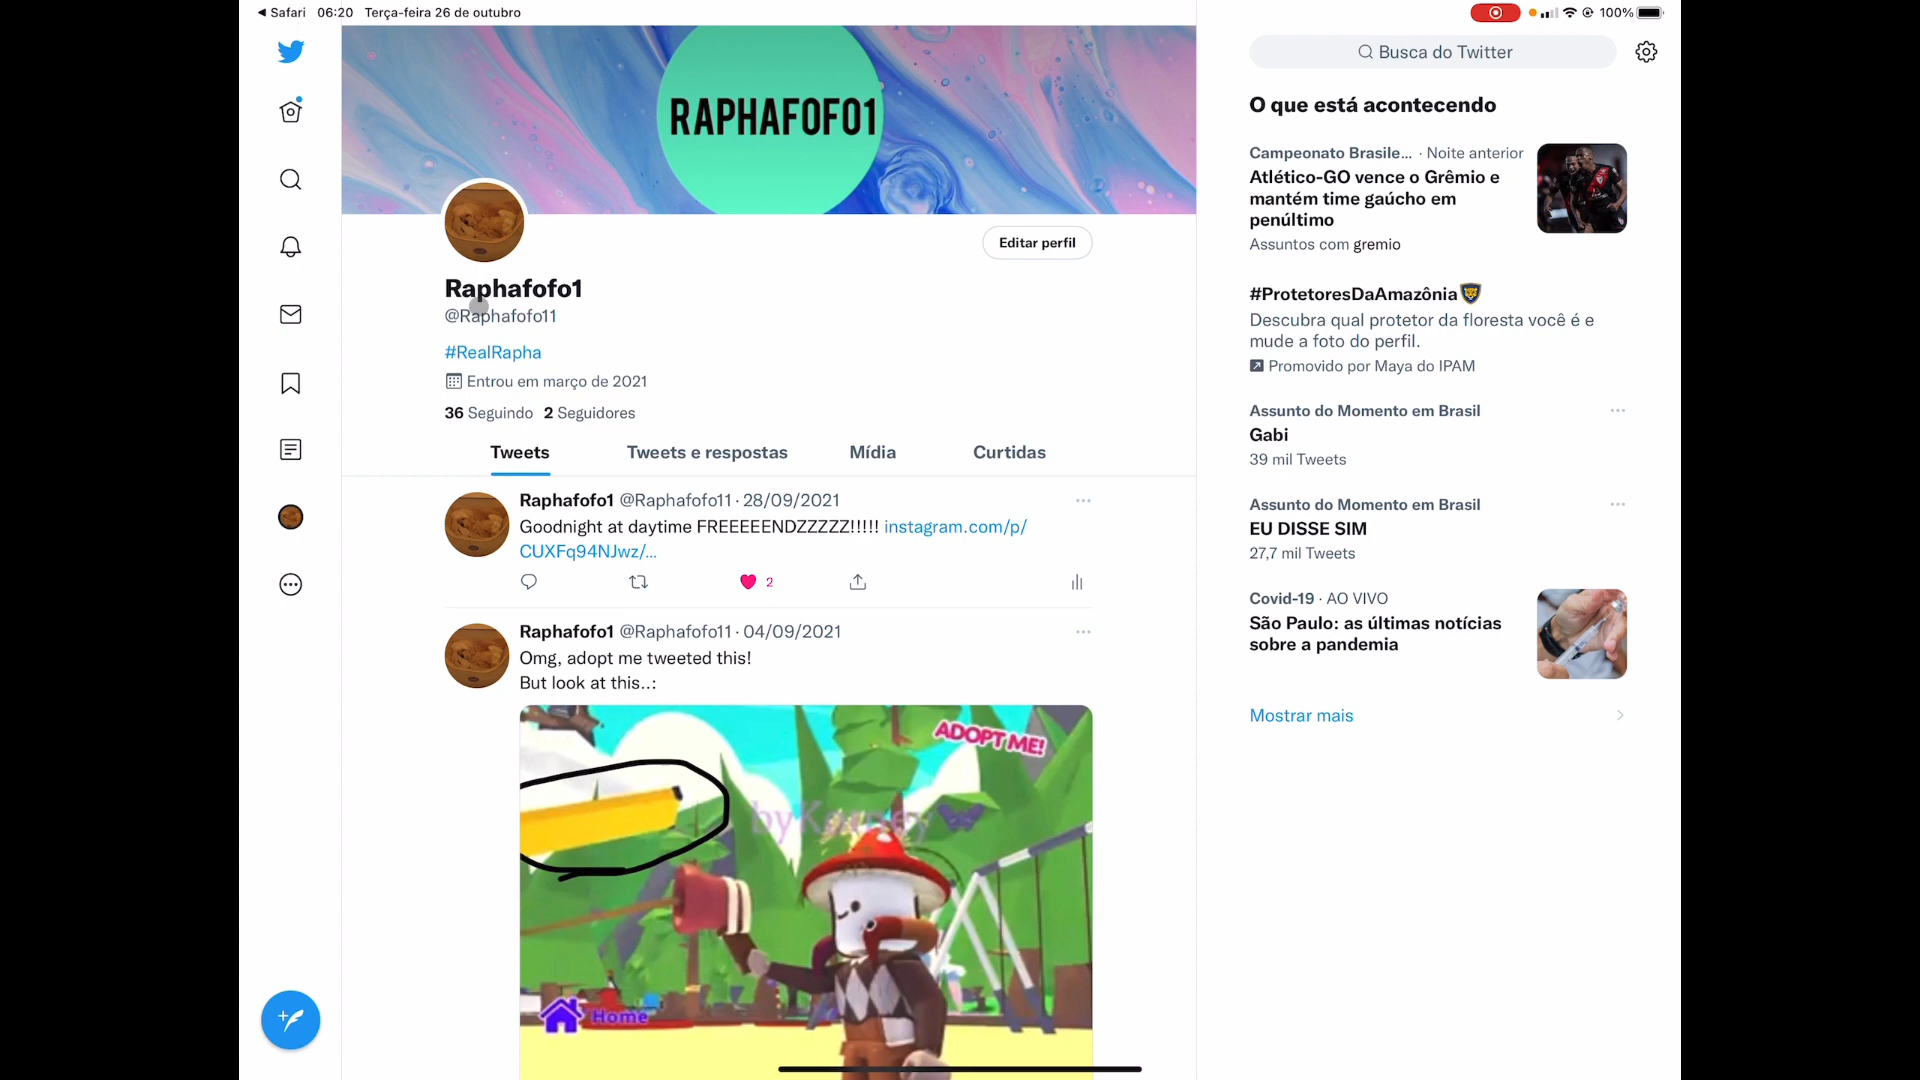 Safari 06:20 Terça-feira 26 de outubro
100%
RAPHAFOFO1
Editar perfil
Raphafofo1
@Raphafofo11
#RealRapha
Entrou em março de 2021
36 Seguindo 2 Seguidores
Tweets Tweets e respostas Mídia Curtidas
Raphafofo1 @Raphafofo11 · 28/09/2021
Goodnight at daytime FREEEEENDZZZZZ!!!!! instagram.com/p/
CUXFq94NJwz/...
2
Raphafofo1 @Raphafofo11 · 04/09/2021
Omg, adopt me tweeted this!
But look at this..:
ADOPT ME!
Home
Busca do Twitter
O que está acontecendo
Campeonato Brasile... · Noite anterior
Atlético-GO vence o Grêmio e
mantém time gaúcho em
penúltimo
Assuntos com gremio
#ProtetoresDaAmazônia
Descubra qual protetor da floresta você é e
mude a foto do perfil.
Promovido por Maya do IPAM
Assunto do Momento em Brasil
Gabi
39 mil Tweets
Assunto do Momento em Brasil
EU DISSE SIM
27,7 mil Tweets
Covid-19 · AO VIVO
São Paulo: as últimas notícias
sobre a pandemia
Mostrar mais